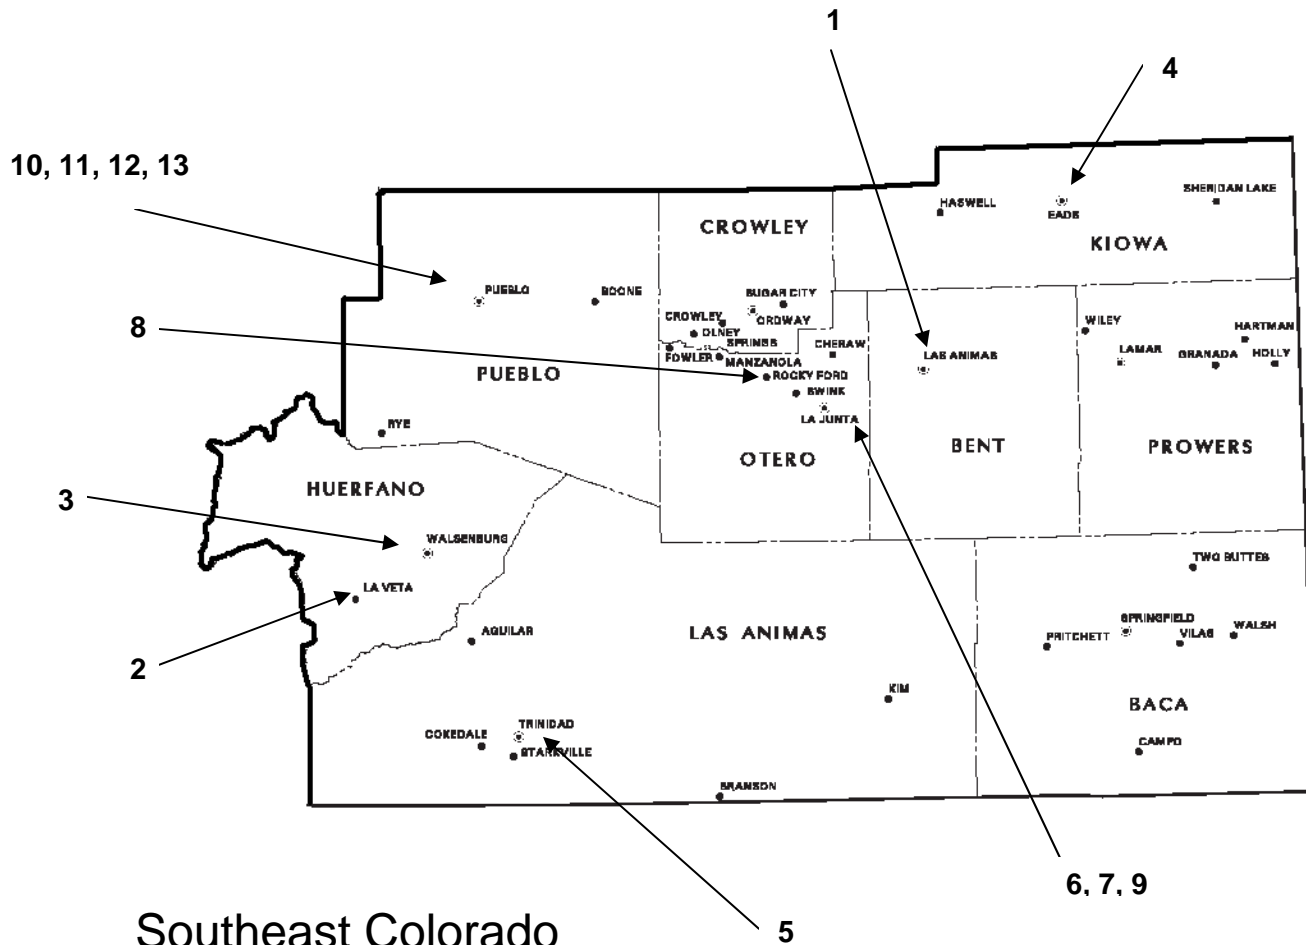 1
4
10, 11, 12, 13
SHERIDAN LAKE
HASWELL
EADS
CROWLEY
KIOWA
PUEBLO
BOONE
SUGAR CITY
CROWLEY
ORDWAY
OLNEY
SPRINGS
8
CHERAW
WILEY
HARTMAN
FOWLER
MANZANOLA
LAS ANIMAS
LAMAR
GRANADA
HOLLY
PUEBLO
ROCKY FORD
SWINK
LA JUNTA
RYE
OTERO
BENT
PROWERS
HUERFANO
3
WALSENBURG
TWO BUTTES
LA VETA
AGUILAR
LAS ANIMAS
SPRINGFIELD
PRITCHETT
VILAS
WALSH
2
KIM
BACA
COKEDALE
TRINIDAD
STARKVILLE
CAMPO
BRANSON
6, 7, 9
Southeast Colorado
5